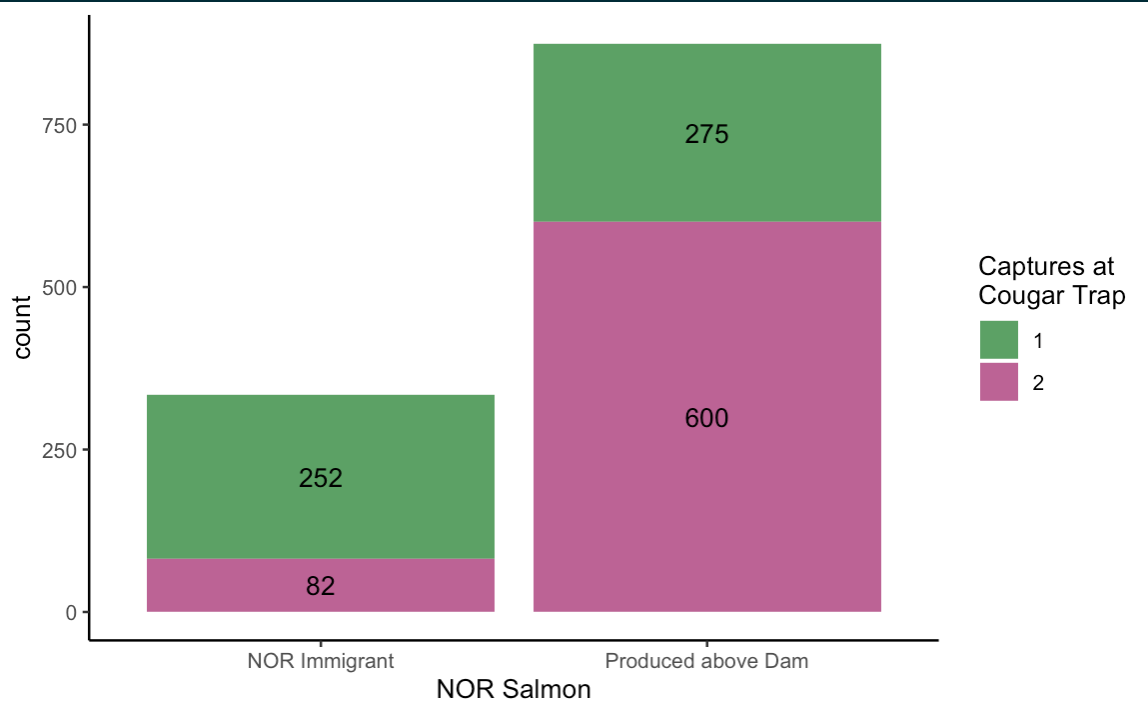 count
750
500
250
0
275
600
252
82
NOR Immigrant
Produced above Dam
NOR Salmon
Captures at
Cougar Trap
1
2